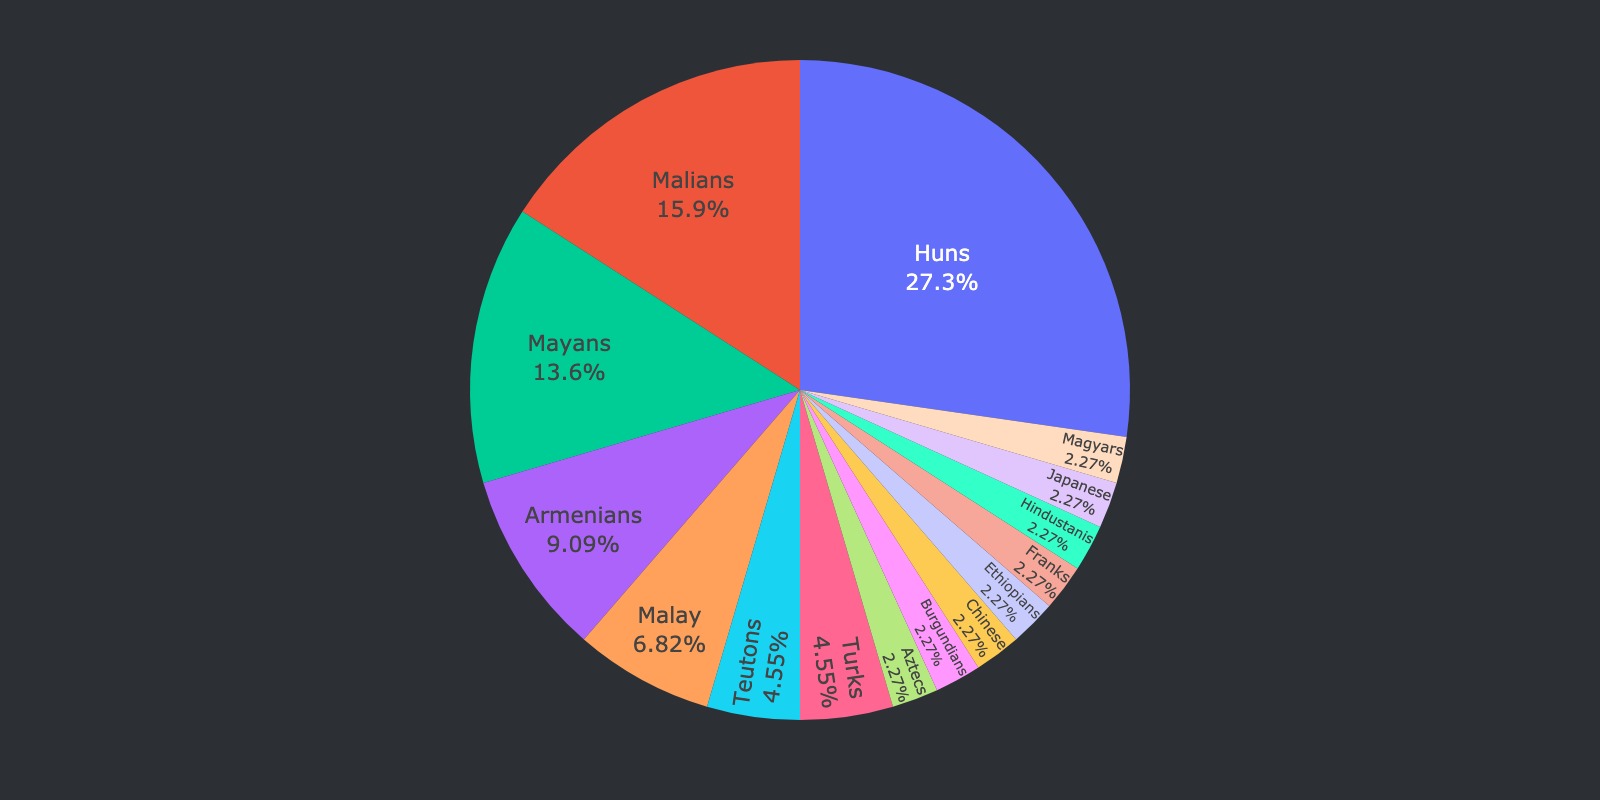 Huns
27.3%
Malians
15.9%
Mayans
13.6%
Armenians
9.09%
Malay
6.82%
Teutons
4.55%
Turks
4.55%
Aztecs
2.27%
Burgundians
2.27%
Chinese
2.27%
Ethiopians
2.27%
Franks
2.27%
Hindustanis
2.27%
Japanese
2.27%
Magyars
2.27%